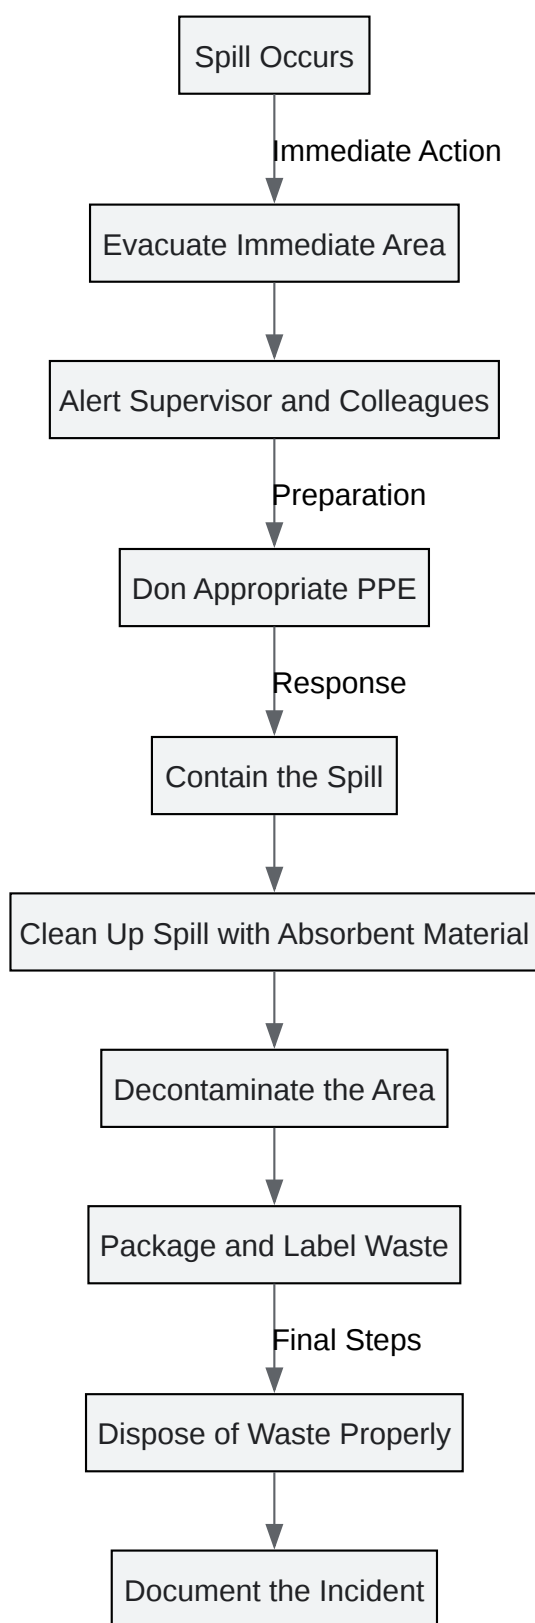 Spill Occurs
Immediate Action
Evacuate Immediate Area
Alert Supervisor and Colleagues
Preparation
Don Appropriate PPE
Response
Contain the Spill
Clean Up Spill with Absorbent Material
Decontaminate the Area
Package and Label Waste
Final Steps
Dispose of Waste Properly
Document the Incident